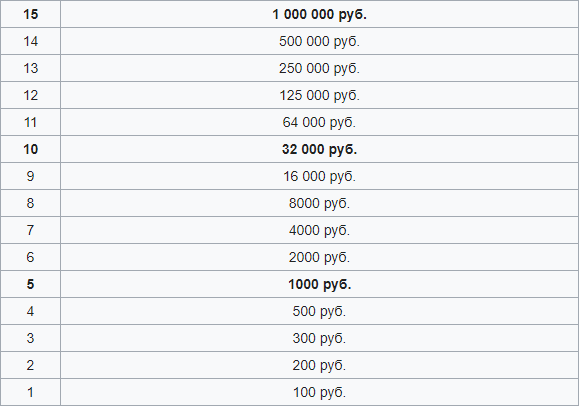 15 1 000 000 руб.
14 500 000 руб.
13 250 000 руб.
12 125 000 руб.
11 64 000 руб.
10 32 000 руб.
9 16 000 руб.
8 8000 руб.
7 4000 руб.
6 2000 руб.
5 1000 руб.
4 500 руб.
3 300 руб.
2 200 руб.
1 100 руб.